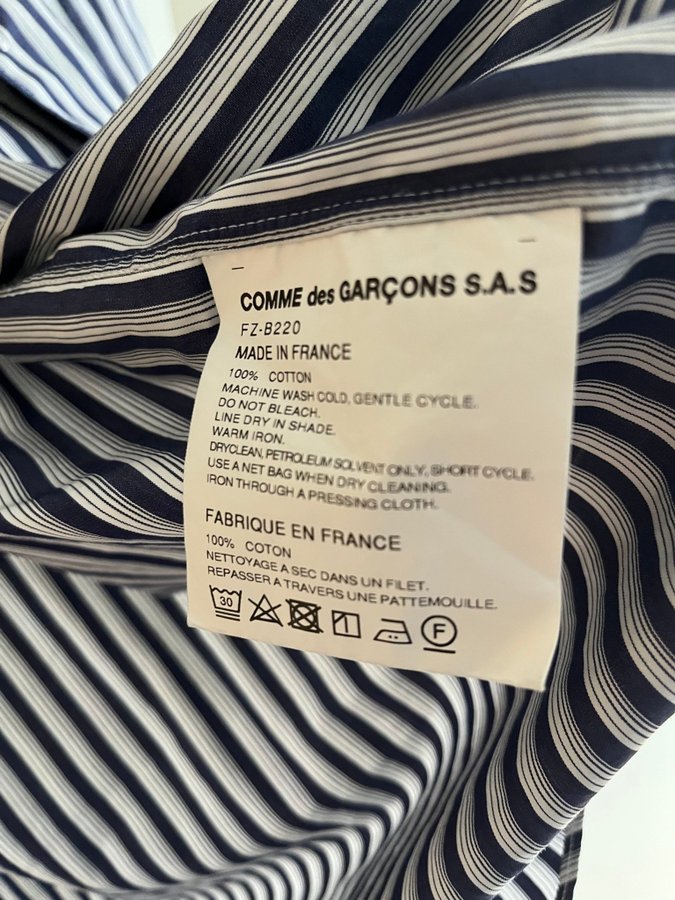 COMME des GARÇONS S.A.S
FZ-B220
MADE IN FRANCE
100% COTTON
MACHINE WASH COLD, GENTLE CYCLE.
DO NOT BLEACH.
LINE DRY IN SHADE.
WARM IRON.
DRYCLEAN, PETROLEUM SOLVENT ONLY, SHORT CYCLE.
USE A NET BAG WHEN DRY CLEANING.
IRON THROUGH A PRESSING CLOTH.
FABRIQUE EN FRANCE
100% COTON
NETTOYAGE A SEC DANS UN FILET.
REPASSER A TRAVERS UNE PATTEMOUILLE.
30 F